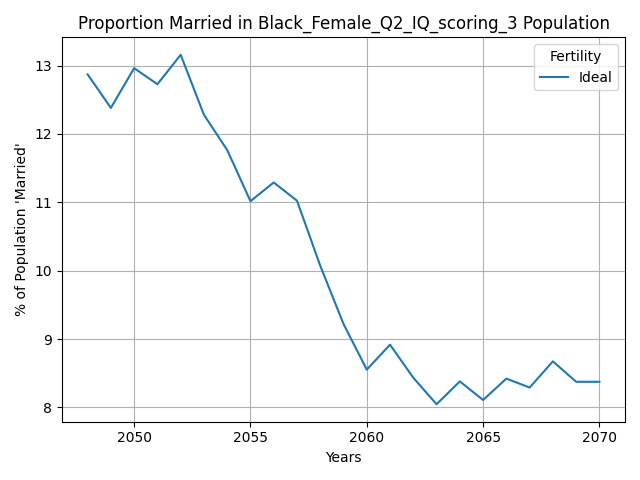 Proportion Married in Black_Female_Q2_IQ_scoring_3 Population
Fertility
Ideal
% of Population 'Married'
13
12
11
10
9
8
2050 2055 2060 2065 2070
Years